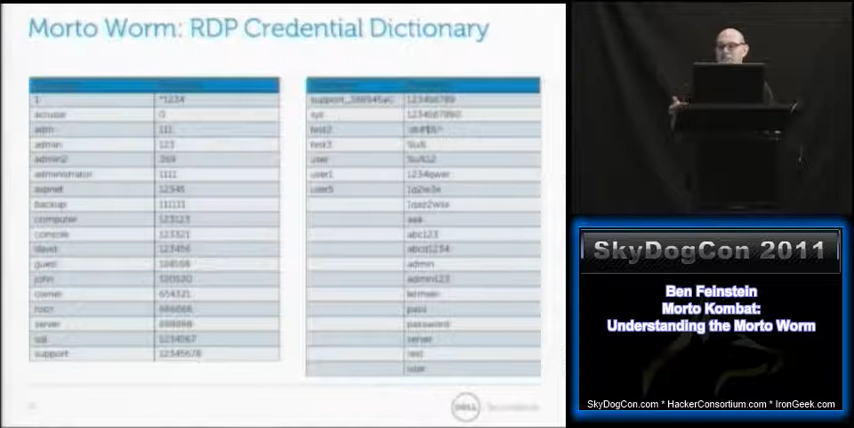 Morto Worm: RDP Credential Dictionary
1 *1234
0
adm 111
admin 123
admin2 369
administrator 1111
aspnet 12345
backup 111111
computer 123123
console 123321
david 123456
guest
john 520520
owner 654321
root 666666
server 888888
sql 1234567
support 12345678
123456789
sys 1234567890
test2
test3 %u%
user %u%12
user1 1234qwer
user5 1q2w3e
1qaz2wsx
aaa
abc123
abcd1234
admin
admin123
letmein
pass
password
server
test
user
DELL
SkyDogCon 2011
Ben Feinstein
Morto Kombat:
Understanding the Morto Worm
SkyDogCon.com * HackerConsortium.com * IronGeek.com